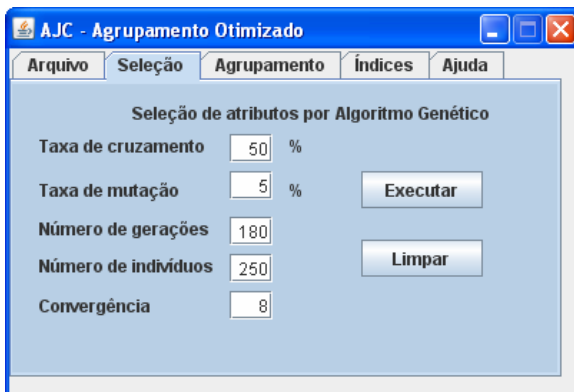 AJC - Agrupamento Otimizado
Arquivo Seleção Agrupamento Índices Ajuda
Seleção de atributos por Algoritmo Genético
Taxa de cruzamento 50 %
Taxa de mutação 5 % Executar
Número de gerações 180
Número de indivíduos 250 Limpar
Convergência 8